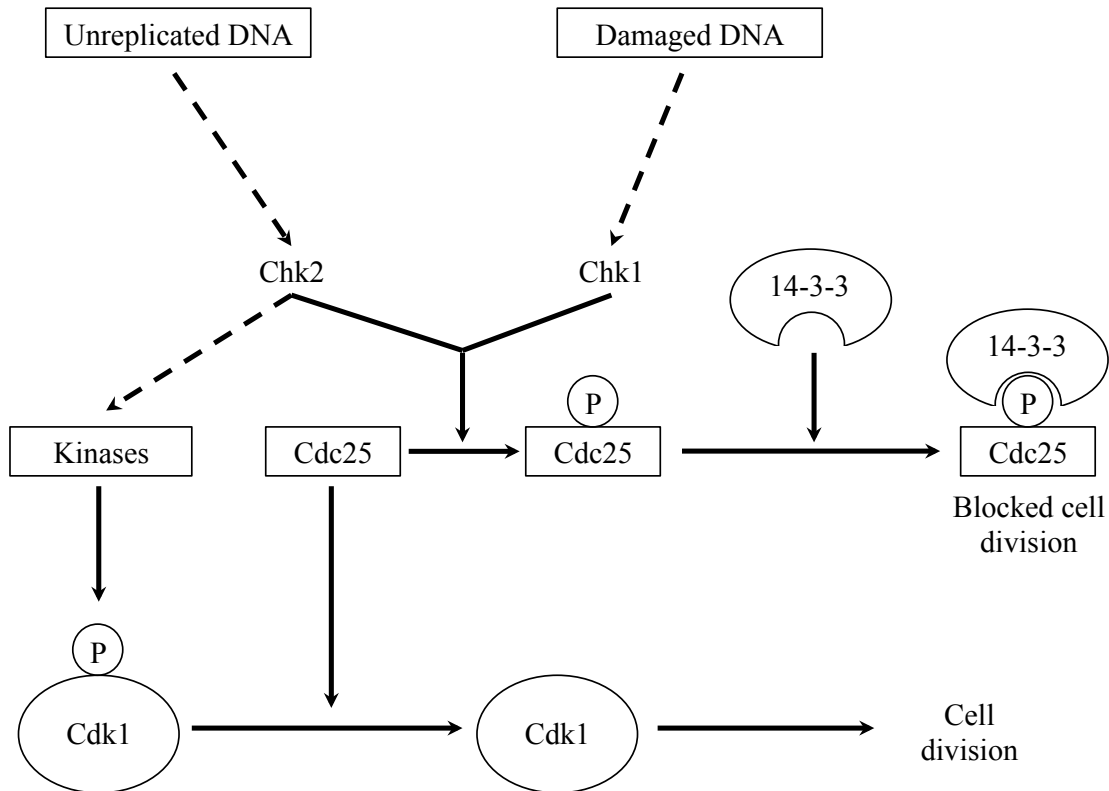 Unreplicated DNA
Damaged DNA
Chk2
Chk1
14-3-3
14-3-3
P
P
Kinases
Cdc25
Cdc25
Cdc25
Blocked cell
division
P
Cdk1
Cdk1
Cell
division